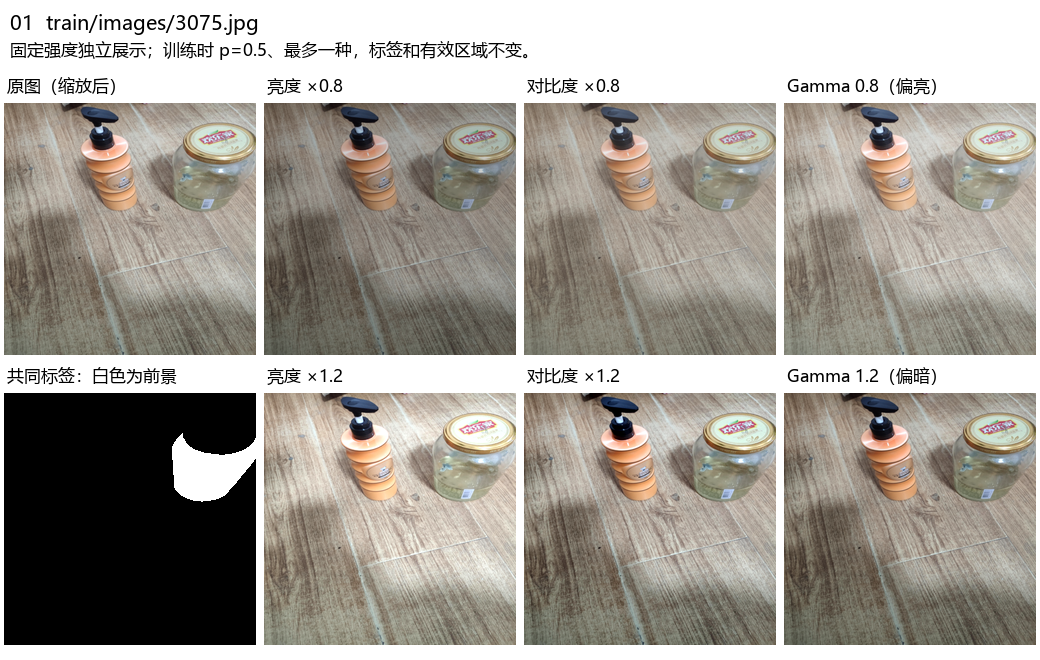 01 train/images/3075.jpg
固定强度独立展示；训练时 p=0.5、最多一种，标签和有效区域不变。
原图（缩放后）
亮度 ×0.8
对比度 ×0.8
Gamma 0.8（偏亮）
共同标签：白色为前景
亮度 ×1.2
对比度 ×1.2
Gamma 1.2（偏暗）